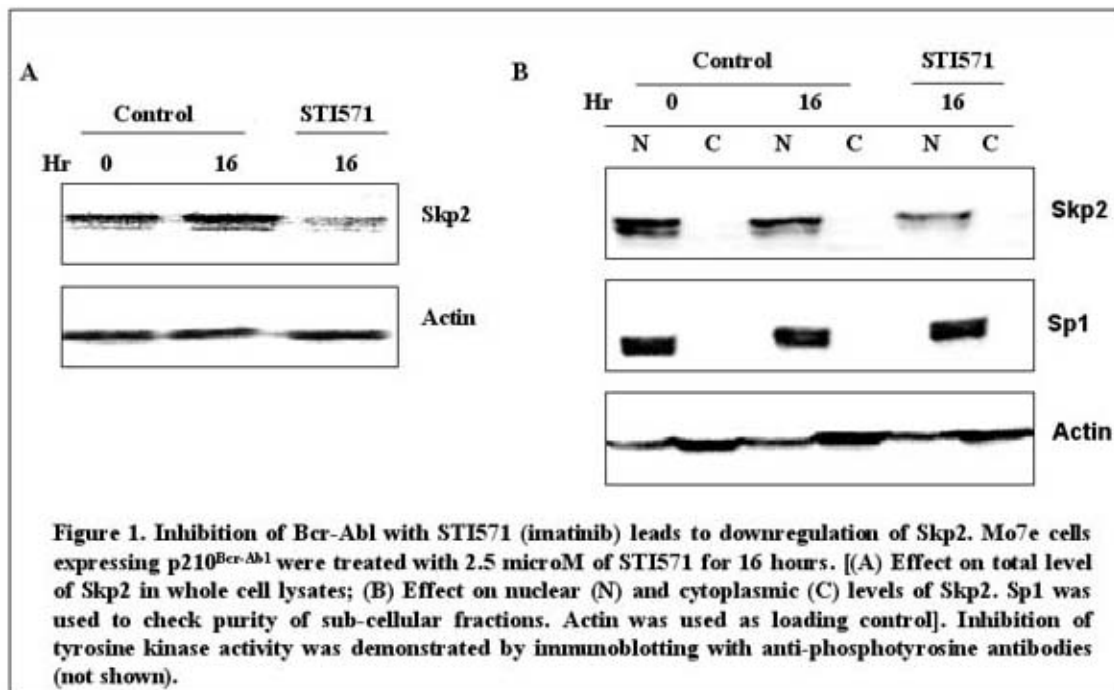 A
Control STI571
Hr 0 16 16
Skp2
Actin
B
Control STI571
Hr 0 16 16
N C N C N C
Skp2
Sp1
Actin
Figure 1. Inhibition of Bcr-Abl with STI571 (imatinib) leads to downregulation of Skp2. Mo7e cells
expressing p210Bcr-Abl were treated with 2.5 microM of STI571 for 16 hours. [(A) Effect on total level
of Skp2 in whole cell lysates; (B) Effect on nuclear (N) and cytoplasmic (C) levels of Skp2. Sp1 was
used to check purity of sub-cellular fractions. Actin was used as loading control]. Inhibition of
tyrosine kinase activity was demonstrated by immunoblotting with anti-phosphotyrosine antibodies
(not shown).